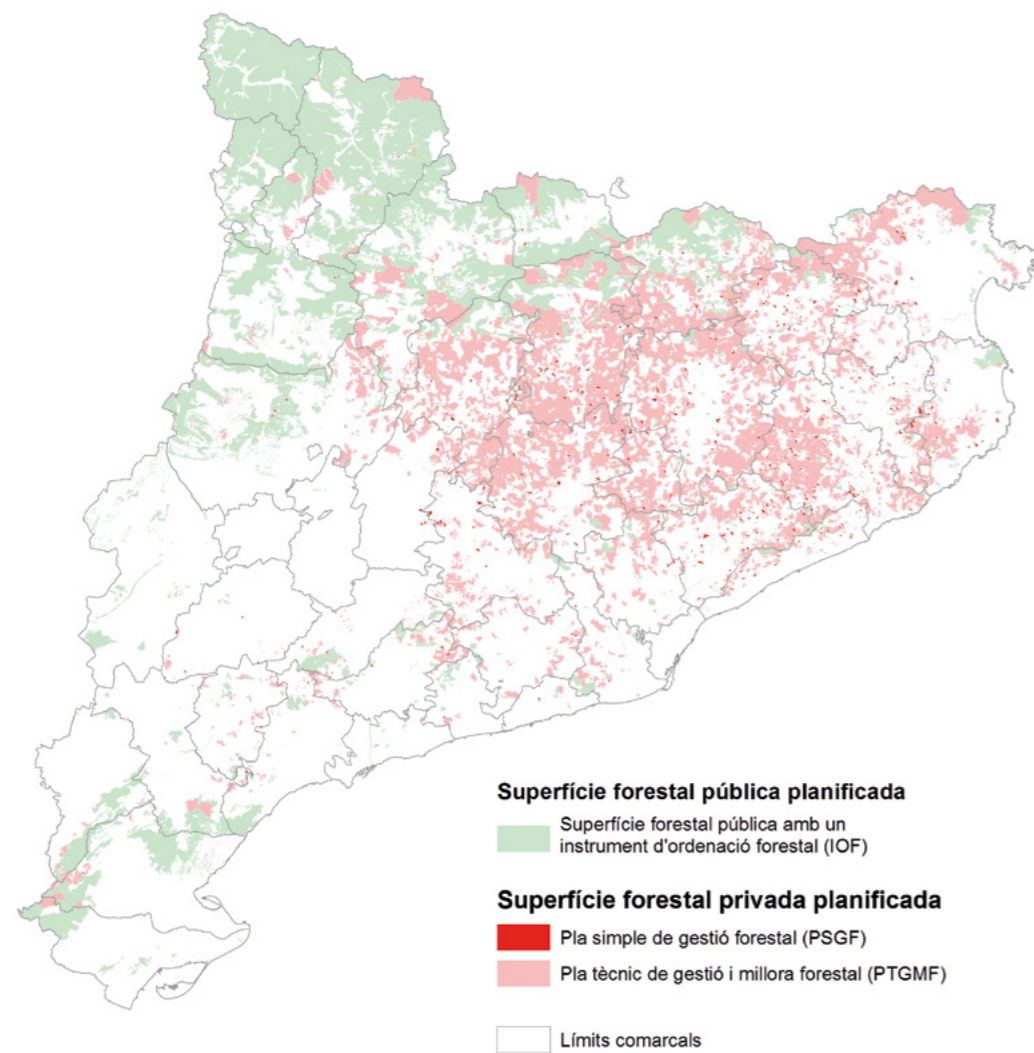 Superfície forestal pública planificada
Superfície forestal pública amb un
instrument d'ordenació forestal (IOF)
Superfície forestal privada planificada
Pla simple de gestió forestal (PSGF)
Pla tècnic de gestió i millora forestal (PTGMF)
Límits comarcals